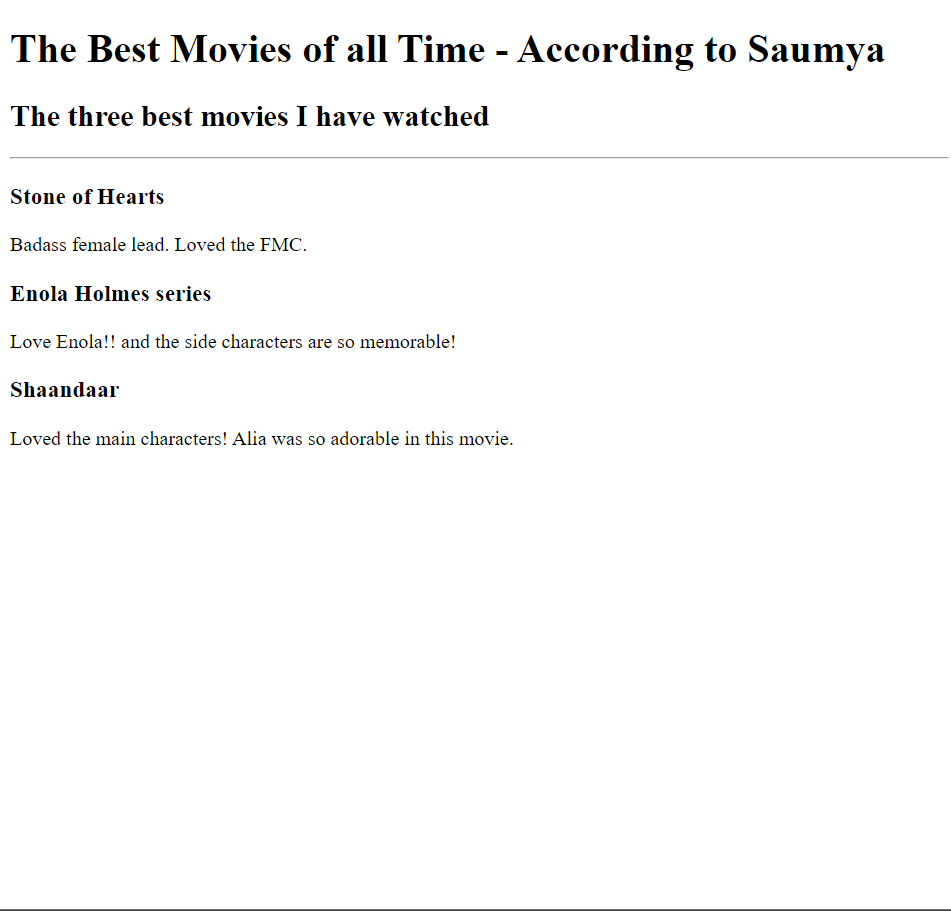 The Best Movies of all Time - According to Saumya
The three best movies I have watched
Stone of Hearts
Badass female lead. Loved the FMC.
Enola Holmes series
Love Enola!! and the side characters are so memorable!
Shaandaar
Loved the main characters! Alia was so adorable in this movie.